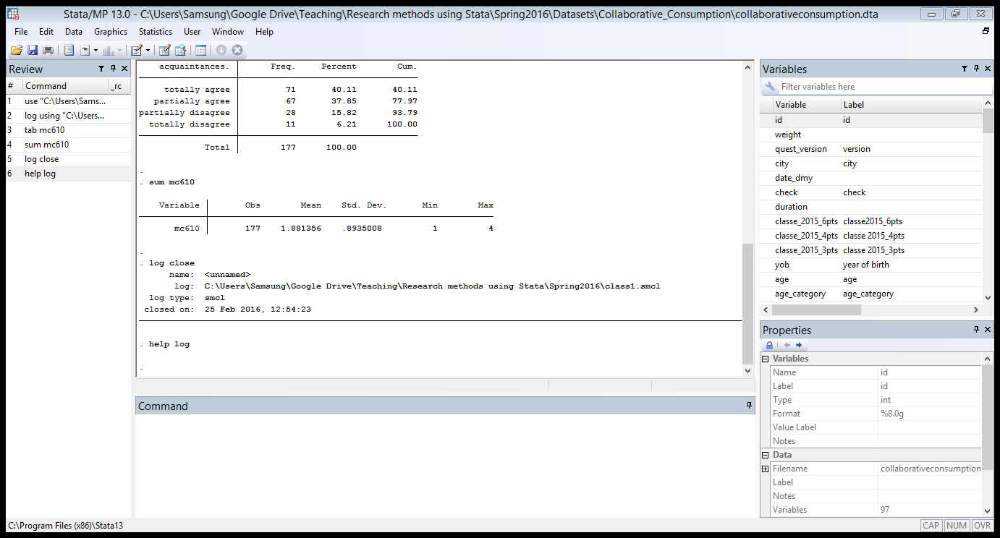 Stata/MP 13.0 - C:\Users\Samsung\Google Drive\Teaching\Research methods using Stata\Spring2016\Datasets\Collaborative_Consumption\collaborativeconsumption.dta
File Edit Data Graphics Statistics User Window Help
Review
# Command _rc
1 use "C:\Users\Sams...
2 log using "C:\Users...
3 tab mc610
4 sum mc610
5 log close
6 help log
acquaintances. Freq. Percent Cum.
totally agree 71 40.11 40.11
partially agree 67 37.85 77.97
partially disagree 28 15.82 93.79
totally disagree 11 6.21 100.00
Total 177 100.00
.
. sum mc610
Variable Obs Mean Std. Dev. Min Max
mc610 177 1.881356 .8935008 1 4
.
. log close
name: <unnamed>
log: C:\Users\Samsung\Google Drive\Teaching\Research methods using Stata\Spring2016\class1.smcl
log type: smcl
closed on: 25 Feb 2016, 12:54:23
. help log
.
Command
Variables
Filter variables here
Variable Label
id id
weight
quest_version version
city city
date_dmy
check check
duration
classe_2015_6pts classe2015_6pts
classe_2015_4pts classe 2015_4pts
classe_2015_3pts classe 2015_3pts
yob year of birth
age age
age_category age_category
Properties
Variables
Name id
Label id
Type int
Format %8.0g
Value Label
Notes
Data
Filename collaborativeconsumption
Label
Notes
Variables 97
C:\Program Files (x86)\Stata13
CAP NUM OVR